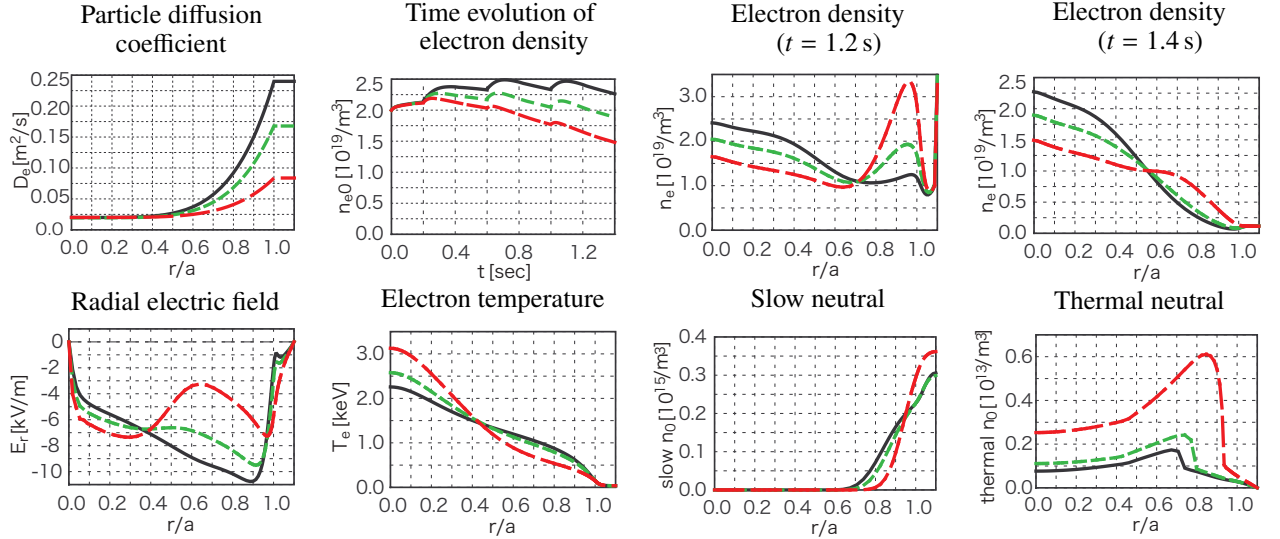 Particle diffusion
coefficient
0.25
0.20
0.15
0.10
0.05
0.00
Dₑ[m²/s]
0.0 0.2 0.4 0.6 0.8 1.0
r/a
Time evolution of
electron density
2.5
2.0
1.5
1.0
0.5
0.0
nₑ₀ [10¹⁹/m³]
0.0 0.2 0.4 0.6 0.8 1.0 1.2
t [sec]
Electron density
(t = 1.2 s)
3.0
2.0
1.0
0.0
nₑ [10¹⁹/m³]
0.0 0.2 0.4 0.6 0.8 1.0
r/a
Electron density
(t = 1.4 s)
2.5
2.0
1.5
1.0
0.5
0.0
nₑ [10¹⁹/m³]
0.0 0.2 0.4 0.6 0.8 1.0
r/a
Radial electric field
0
-2
-4
-6
-8
-10
Eᵣ [kV/m]
0.0 0.2 0.4 0.6 0.8 1.0
r/a
Electron temperature
3.0
2.0
1.0
0.0
Tₑ [keV]
0.0 0.2 0.4 0.6 0.8 1.0
r/a
Slow neutral
0.4
0.3
0.2
0.1
0.0
slow n₀ [10¹⁵/m³]
0.0 0.2 0.4 0.6 0.8 1.0
r/a
Thermal neutral
0.6
0.4
0.2
0.0
thermal n₀ [10¹³/m³]
0.0 0.2 0.4 0.6 0.8 1.0
r/a